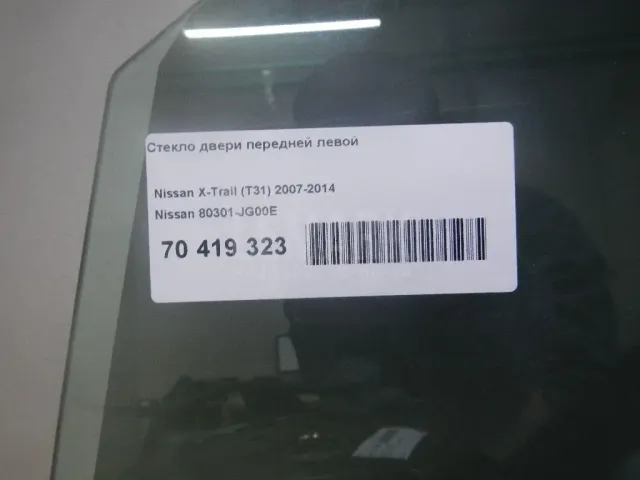 Стекло двери передней левой
Nissan X-Trail (T31) 2007-2014
Nissan 80301-JG00E
70 419 323